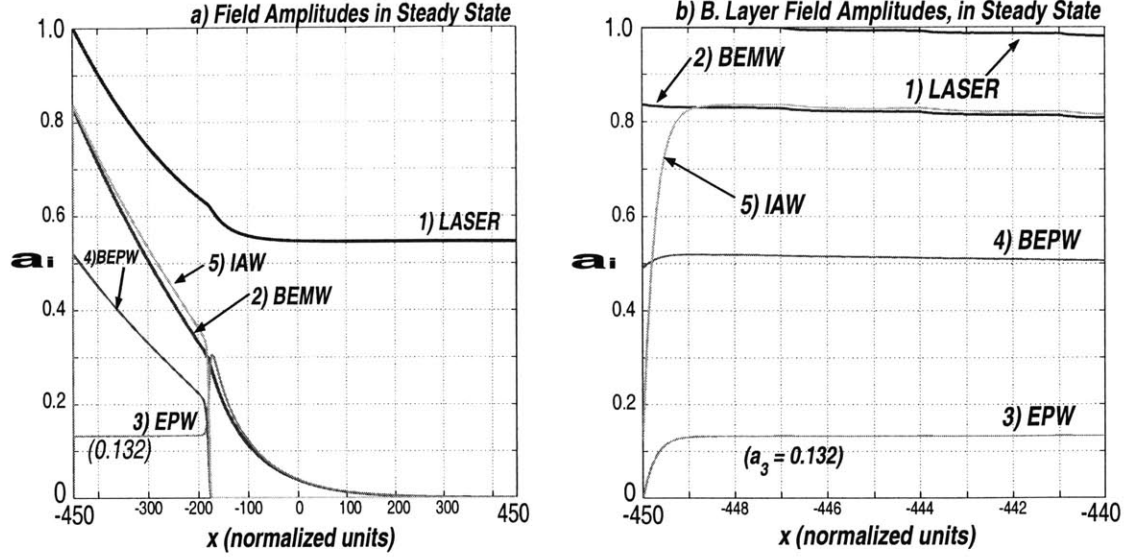 a) Field Amplitudes in Steady State
1.0
0.8
0.6
0.4
0.2
0
ai
1) LASER
4)BEPW
5) IAW
2) BEMW
3) EPW
(0.132)
-450 -300 -200 -100 0 100 200 300 450
x (normalized units)
b) B. Layer Field Amplitudes, in Steady State
1.0
0.8
0.6
0.4
0.2
0
ai
2) BEMW
1) LASER
5) IAW
4) BEPW
3) EPW
(a3 = 0.132)
-450 -448 -446 -444 -442 -440
x (normalized units)